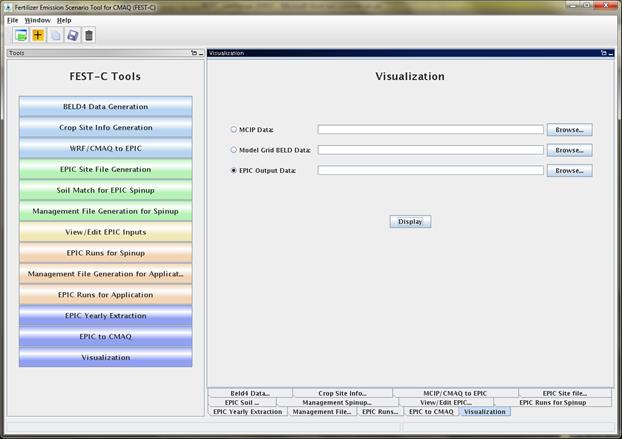 Fertilizer Emission Scenario Tool for CMAQ (FEST-C)
File Window Help
Tools
Visualization
FEST-C Tools
BELD4 Data Generation
Crop Site Info Generation
WRF/CMAQ to EPIC
EPIC Site File Generation
Soil Match for EPIC Spinup
Management File Generation for Spinup
View/Edit EPIC Inputs
EPIC Runs for Spinup
Management File Generation for Applicat...
EPIC Runs for Application
EPIC Yearly Extraction
EPIC to CMAQ
Visualization
Visualization
MCIP Data: Browse...
Model Grid BELD Data: Browse...
EPIC Output Data: Browse...
Display
Beld4 Data... Crop Site Info... MCIP/CMAQ to EPIC EPIC Site file...
EPIC Soil ... Management Spinup... View/Edit EPIC... EPIC Runs for Spinup
EPIC Yearly Extraction Management File... EPIC Runs... EPIC to CMAQ Visualization